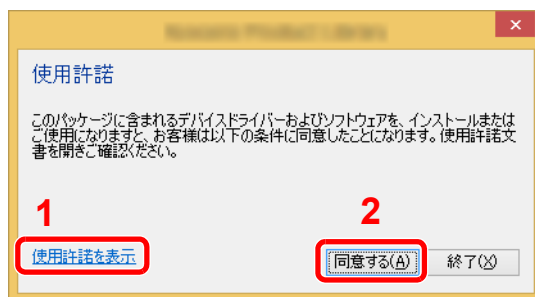 使用許諾
このパッケージに含まれるデバイスドライバーおよびソフトウェアを、インストールまたは
ご使用になりますと、お客様は以下の条件に同意したことになります。使用許諾文
書を開きご確認ください。
1
2
使用許諾を表示
同意する(A)
終了(X)